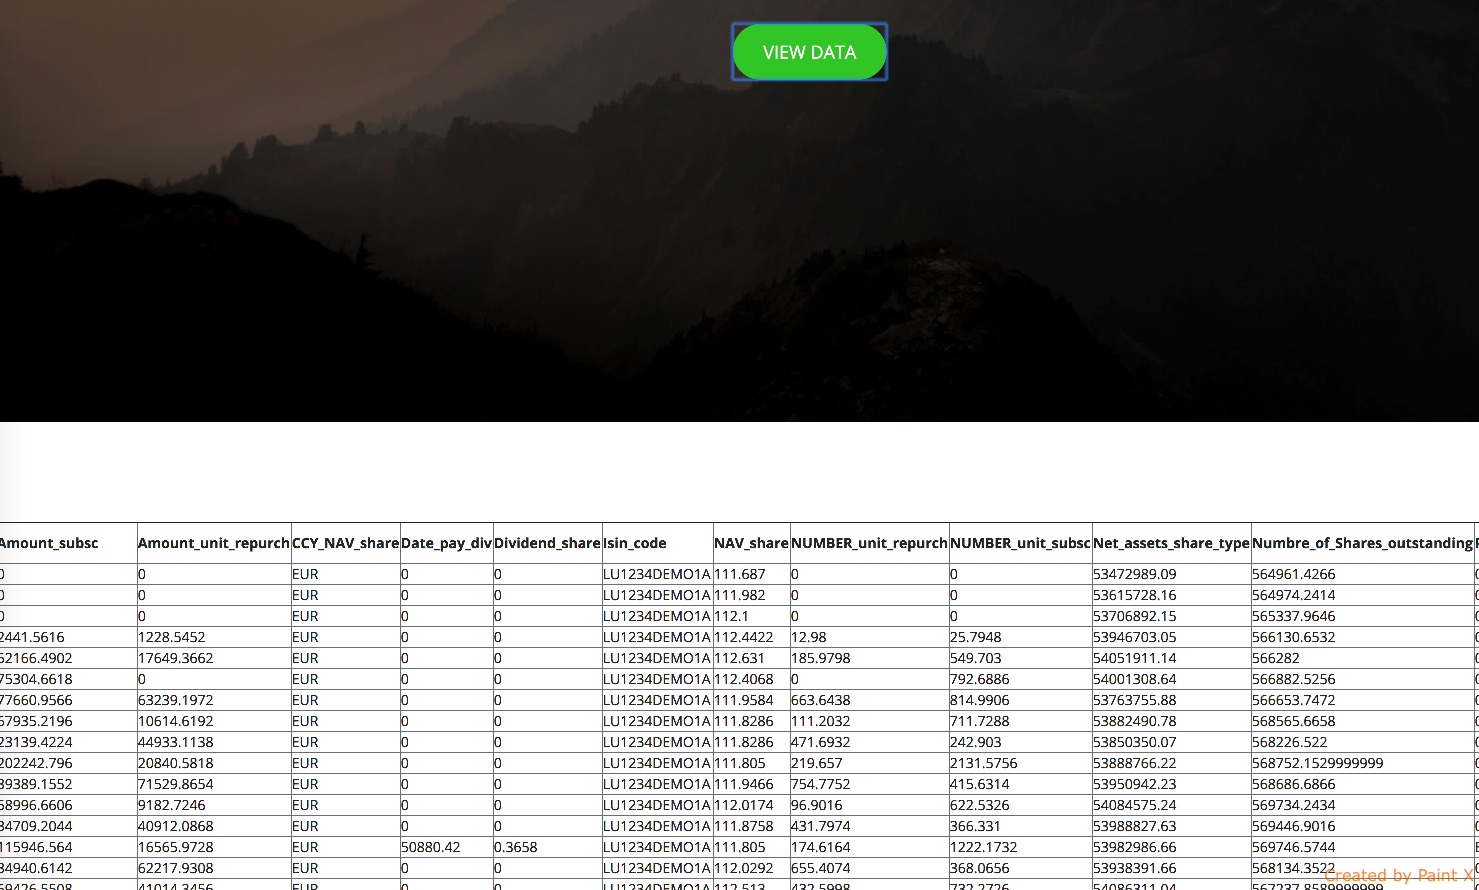 VIEW DATA
Amount_subsc Amount_unit_repurch CCY_NAV_share Date_pay_div Dividend_share Isin_code NAV_share NUMBER_unit_repurch NUMBER_unit_subsc Net_assets_share_type Numbre_of_Shares_outstanding
0 0 EUR 0 0 LU1234DEMO1A 111.687 0 0 53472989.09 564961.4266
0 0 EUR 0 0 LU1234DEMO1A 111.982 0 0 53615728.16 564974.2414
0 0 EUR 0 0 LU1234DEMO1A 112.1 0 0 53706892.15 565337.9646
2441.5616 1228.5452 EUR 0 0 LU1234DEMO1A 112.4422 12.98 25.7948 53946703.05 566130.6532
52166.4902 17649.3662 EUR 0 0 LU1234DEMO1A 112.631 185.9798 549.703 54051911.14 566282
75304.6618 0 EUR 0 0 LU1234DEMO1A 112.4068 0 792.6886 54001308.64 566882.5256
77660.9566 63239.1972 EUR 0 0 LU1234DEMO1A 111.9584 663.6438 814.9906 53763755.88 566653.7472
67935.2196 10614.6192 EUR 0 0 LU1234DEMO1A 111.8286 111.2032 711.7288 53882490.78 568565.6658
23139.4224 44933.1138 EUR 0 0 LU1234DEMO1A 111.8286 471.6932 242.903 53850350.07 568226.522
202242.796 20840.5818 EUR 0 0 LU1234DEMO1A 111.805 219.657 2131.5756 53888766.22 568752.1529999999
39389.1552 71529.8654 EUR 0 0 LU1234DEMO1A 111.9466 754.7752 415.6314 53950942.23 568686.6866
58996.6606 9182.7246 EUR 0 0 LU1234DEMO1A 112.0174 96.9016 622.5326 54084575.24 569734.2434
34709.2044 40912.0868 EUR 0 0 LU1234DEMO1A 111.8758 431.7974 366.331 53988827.63 569446.9016
115946.564 16565.9728 EUR 50880.42 0.3658 LU1234DEMO1A 111.805 174.6164 1222.1732 53982986.66 569746.5744
34940.6142 62217.9308 EUR 0 0 LU1234DEMO1A 112.0292 655.4074 368.0656 53938391.66 568134.3522
69426.5508 41014.3456 EUR 0 0 LU1234DEMO1A 112.513 432.5998 732.2726 54086311.04 567237.8589999999
Created by Paint X